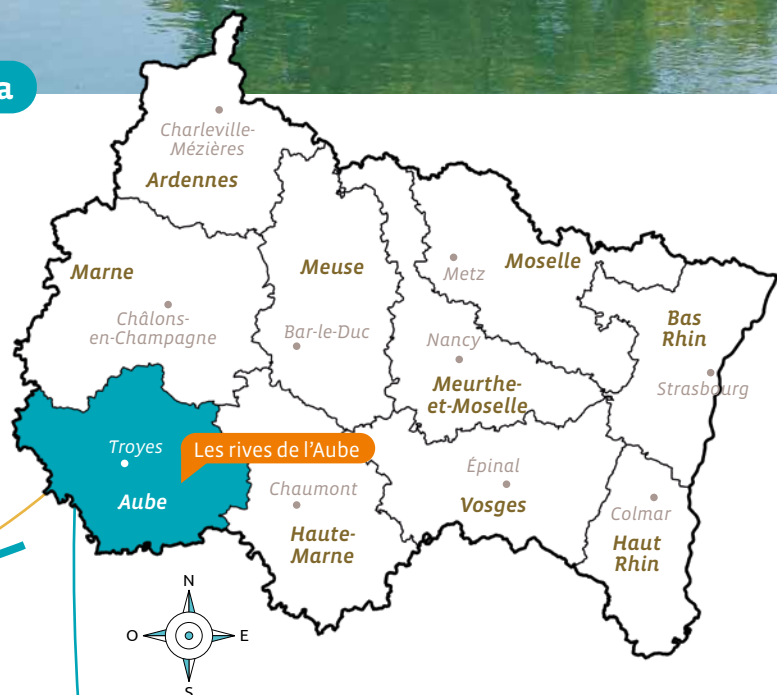 a
Charleville-
Mézières
Ardennes
Marne
Meuse
Moselle
Metz
Châlons-
en-Champagne
Bar-le-Duc
Nancy
Bas
Rhin
Meurthe-
et-Moselle
Strasbourg
Troyes
Les rives de l'Aube
Aube
Épinal
Vosges
Chaumont
Haute-
Marne
Colmar
Haut
Rhin
N
O
E
S